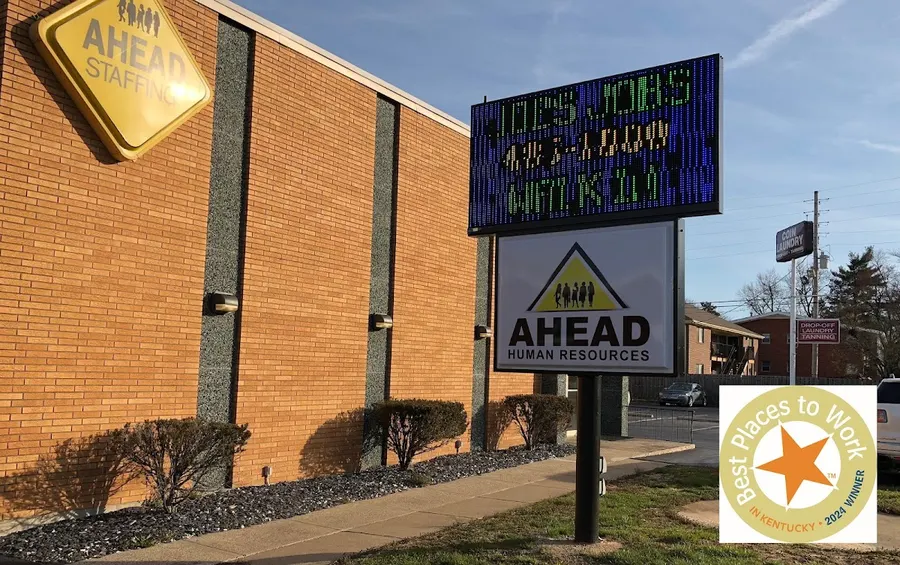 AHEAD
STAFFING
JOBS JOBS
WALK IN
AHEAD
HUMAN RESOURCES
COIN
LAUNDRY
DROP-OFF
LAUNDRY
TANNING
Best Places to Work
TM
IN KENTUCKY • 2024 WINNER